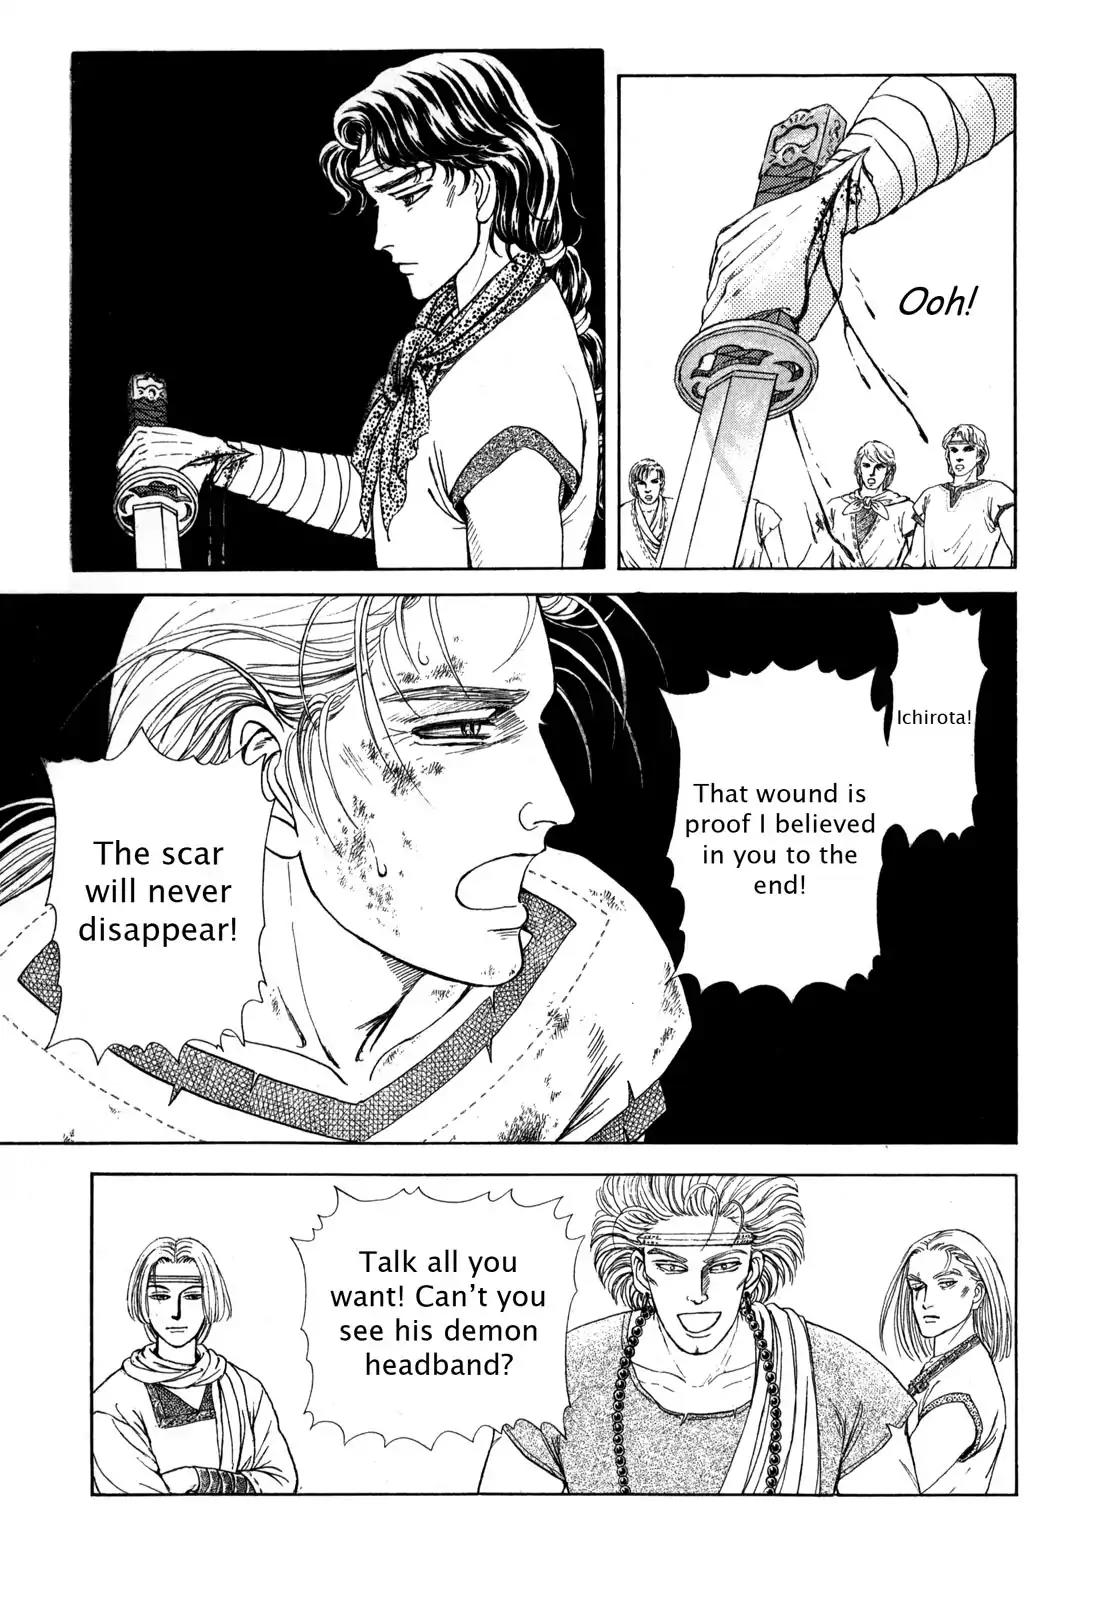 Ooh!
Ichirota!
That wound is
proof I believed
in you to the
end!
The scar
will never
disappear!
Talk all you
want! Can't you
see his demon
headband?